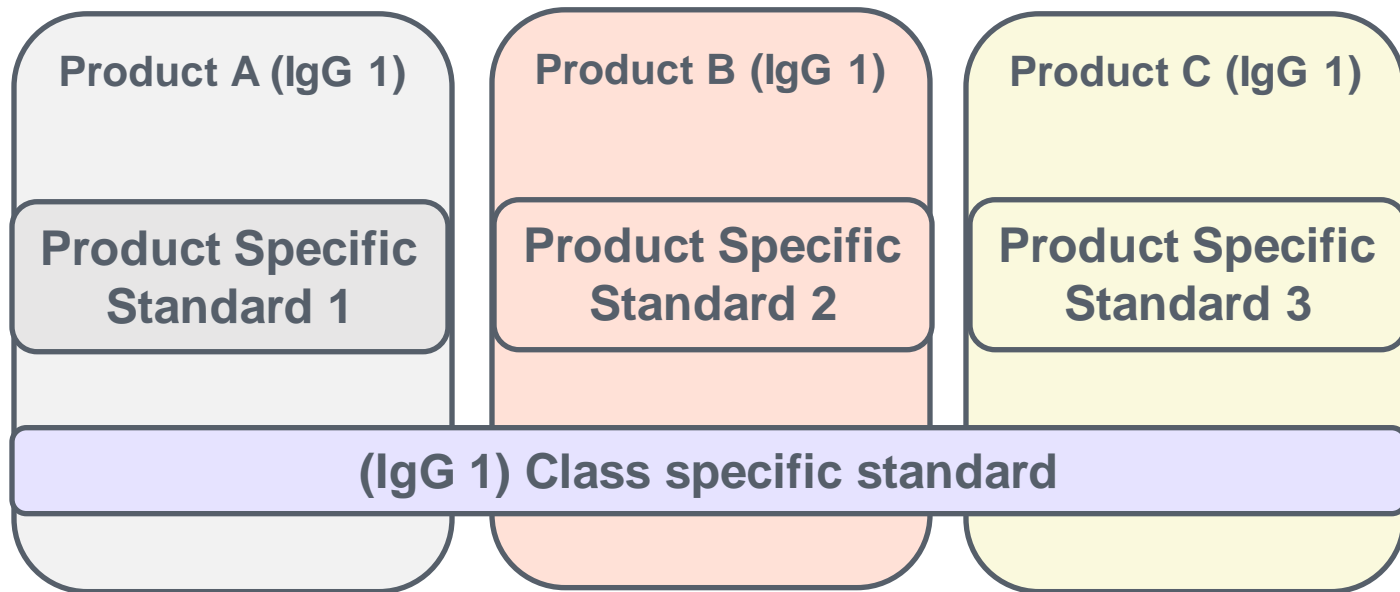 Product A (IgG 1)
Product B (IgG 1)
Product C (IgG 1)
Product Specific
Standard 1
Product Specific
Standard 2
Product Specific
Standard 3
(IgG 1) Class specific standard